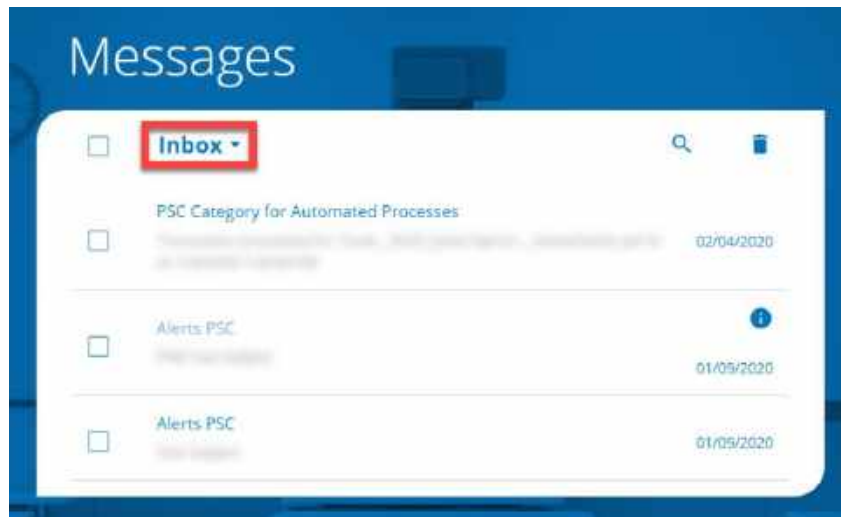 Messages
Inbox
PSC Category for Automated Processes
02/04/2020
Alerts PSC
01/09/2020
Alerts PSC
01/09/2020